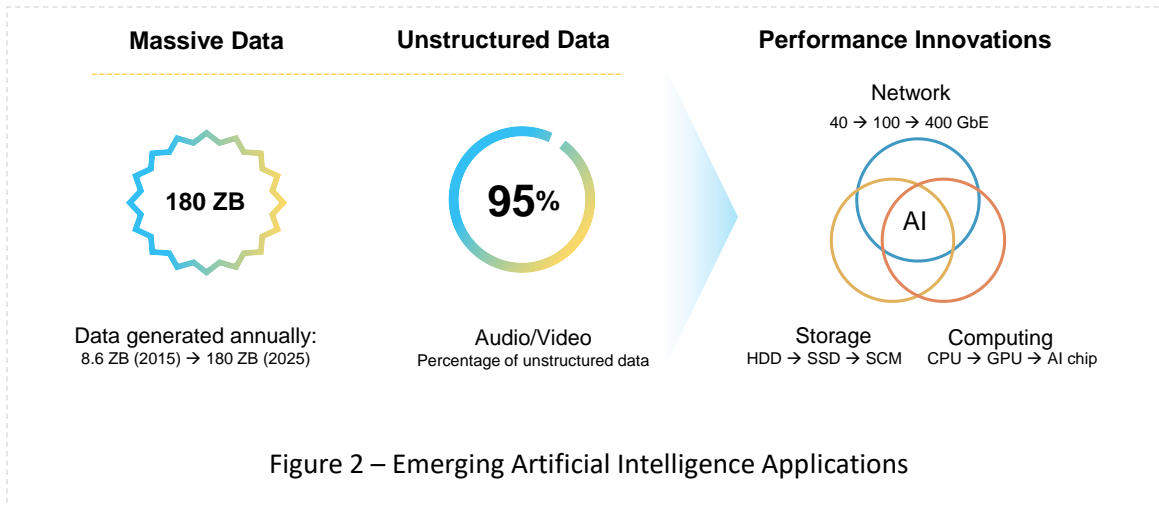 Massive Data
Unstructured Data
Performance Innovations
180 ZB
Data generated annually:
8.6 ZB (2015) → 180 ZB (2025)
95%
Audio/Video
Percentage of unstructured data
Network
40 → 100 → 400 GbE
AI
Storage
HDD → SSD → SCM
Computing
CPU → GPU → AI chip
Figure 2 – Emerging Artificial Intelligence Applications